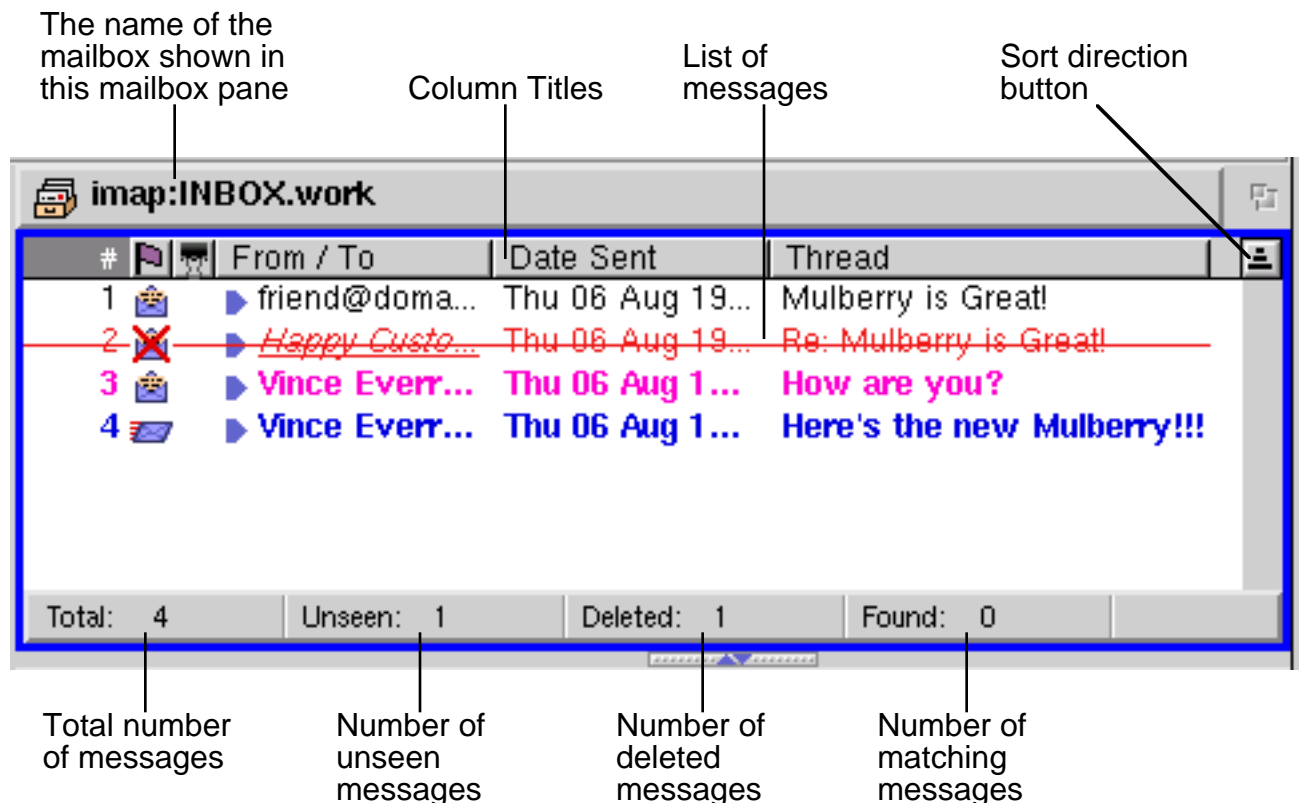 The name of the
mailbox shown in
this mailbox pane
Column Titles
List of
messages
Sort direction
button
imap:INBOX.work
# From / To Date Sent Thread
1 friend@doma... Thu 06 Aug 19... Mulberry is Great!
2 Happy Custo... Thu 06 Aug 19... Re: Mulberry is Great!
3 Vince Everr... Thu 06 Aug 1... How are you?
4 Vince Everr... Thu 06 Aug 1... Here's the new Mulberry!!!
Total: 4 Unseen: 1 Deleted: 1 Found: 0
Total number
of messages
Number of
unseen
messages
Number of
deleted
messages
Number of
matching
messages